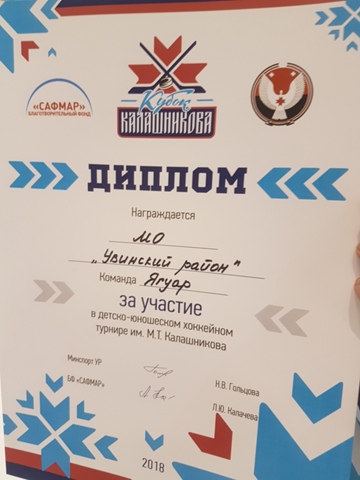 «САФМАР»
БЛАГОТВОРИТЕЛЬНЫЙ ФОНД
Кубок
КАЛАШНИКОВА
ДИПЛОМ
Награждается
МО
„Увинский район"
Команда Ягуар
за участие
в детско-юношеском хоккейном
турнире им. М.Т. Калашникова
Минспорт УР
Н.В. Гольцова
БФ «САФМАР»
Л.Ю. Калачева
2018